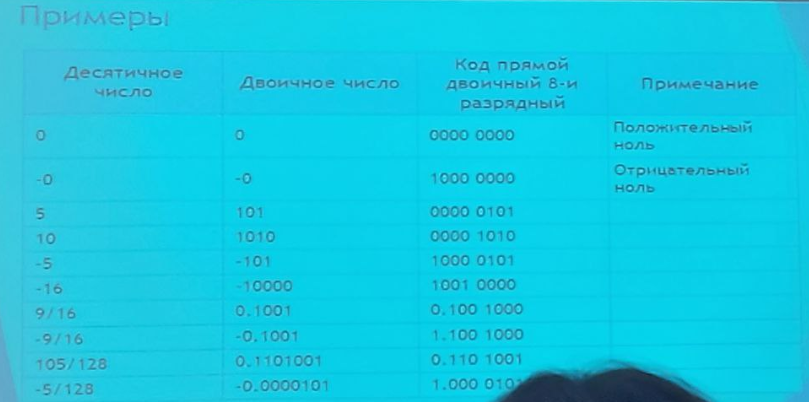 Примеры
Десятичное число | Двоичное число | Код прямой двоичный 8-и разрядный | Примечание
0 | 0 | 0000 0000 | Положительный ноль
-0 | -0 | 1000 0000 | Отрицательный ноль
5 | 101 | 0000 0101
10 | 1010 | 0000 1010
-5 | -101 | 1000 0101
-16 | -10000 | 1001 0000
9/16 | 0.1001 | 0.100 1000
-9/16 | -0.1001 | 1.100 1000
105/128 | 0.1101001 | 0.110 1001
-5/128 | -0.0000101 | 1.000 0101